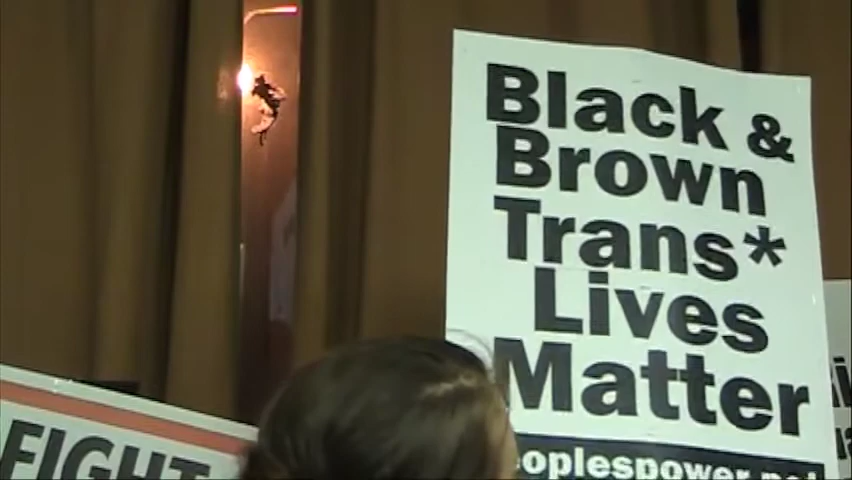 Black &
Brown
Trans*
Lives
Matter
FIGHT